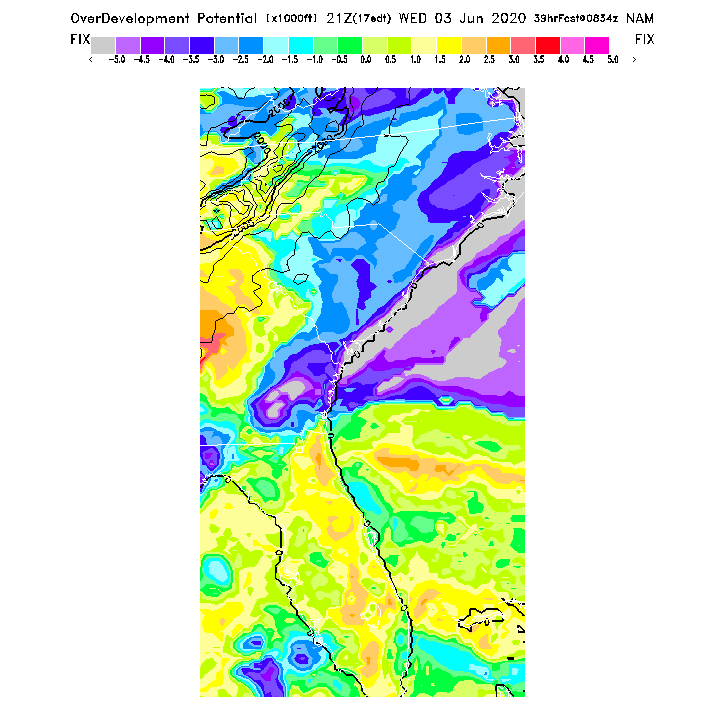 OverDevelopment Potential [x1000ft] 21Z(17edt) WED 03 Jun 2020 39hrFcst@0834z NAM
FIX FIX
< -5.0 -4.5 -4.0 -3.5 -3.0 -2.5 -2.0 -1.5 -1.0 -0.5 0.0 0.5 1.0 1.5 2.0 2.5 3.0 3.5 4.0 4.5 5.0 >
2000
2000